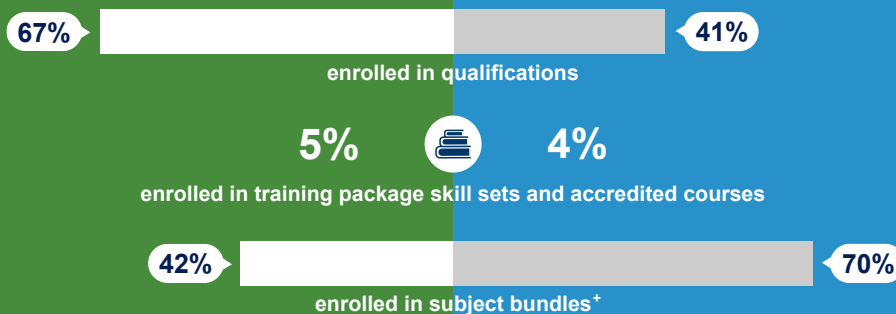 67% 41%
enrolled in qualifications
5% 4%
enrolled in training package skill sets and accredited courses
42% 70%
enrolled in subject bundles⁺